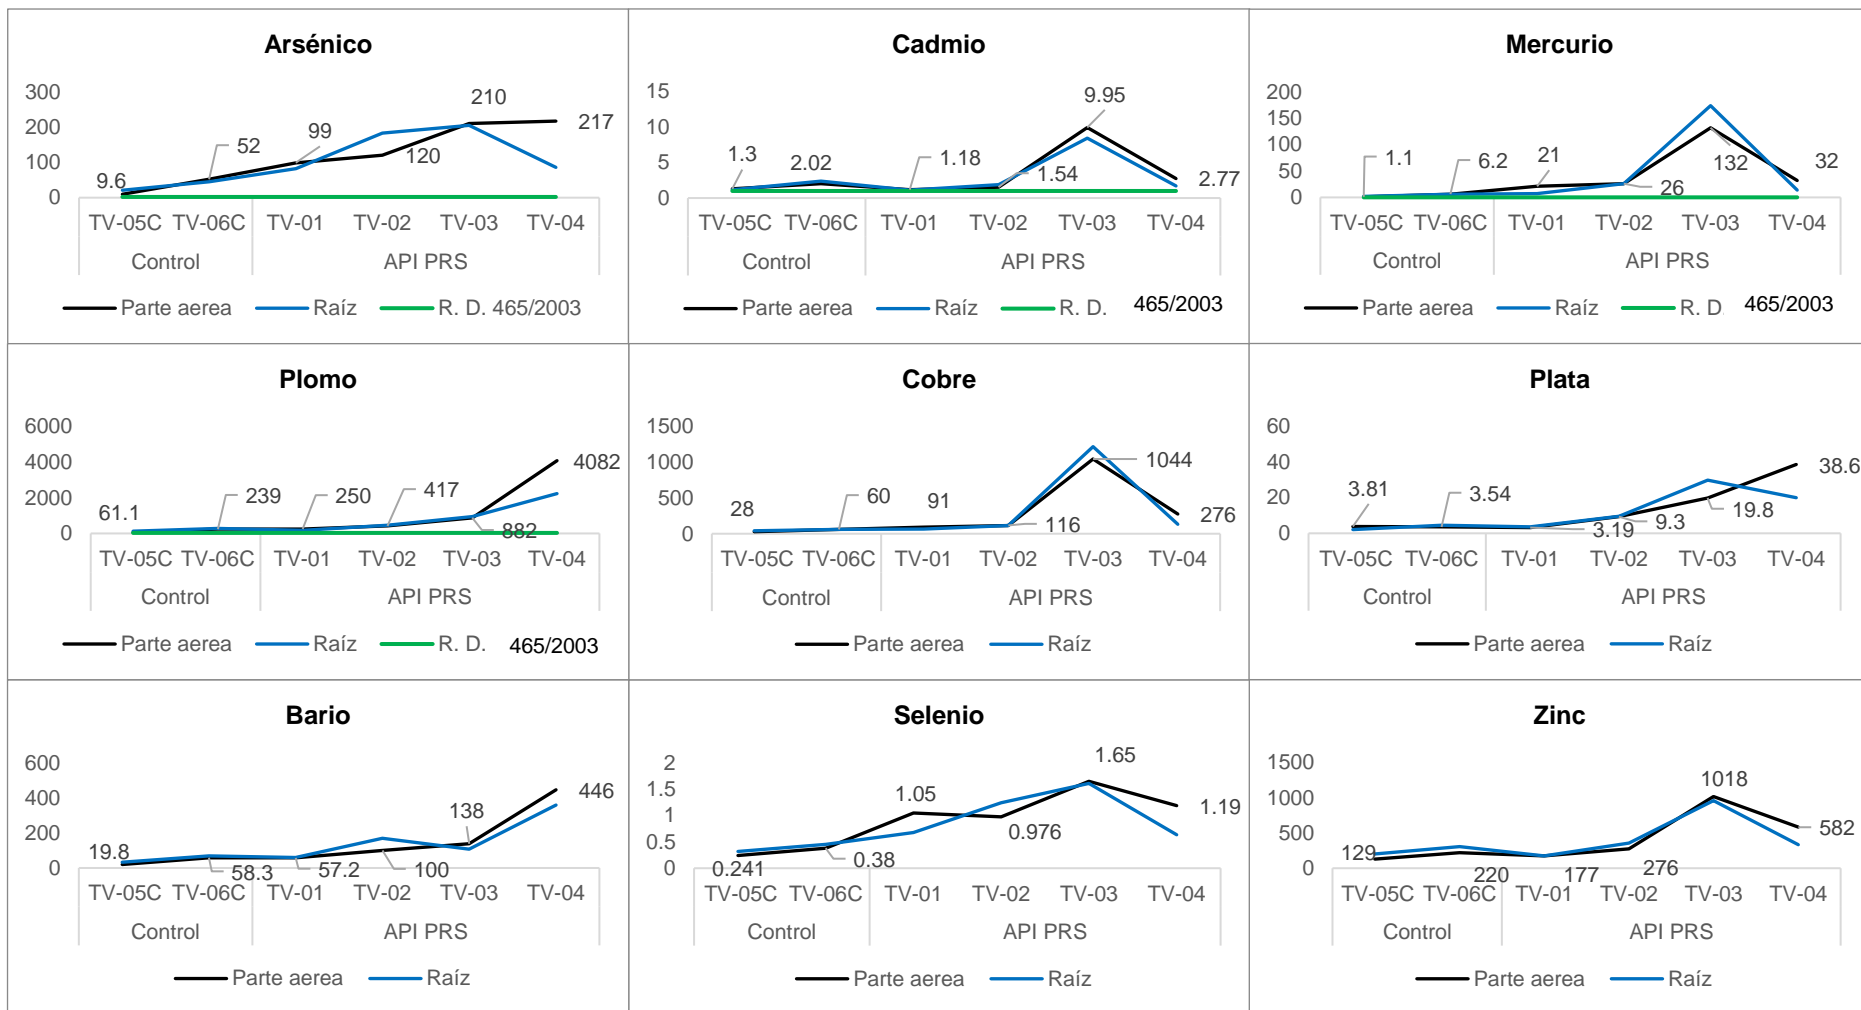 Arsénico
300
200
100
0
9.6
52
99
120
210
217
TV-05C TV-06C TV-01 TV-02 TV-03 TV-04
Control API PRS
Parte aerea Raíz R. D. 465/2003
Cadmio
15
10
5
0
1.3
2.02
1.18
1.54
9.95
2.77
TV-05C TV-06C TV-01 TV-02 TV-03 TV-04
Control API PRS
Parte aerea Raíz R. D. 465/2003
Mercurio
200
150
100
50
0
1.1
6.2
21
26
132
32
TV-05C TV-06C TV-01 TV-02 TV-03 TV-04
Control API PRS
Parte aerea Raíz R. D. 465/2003
Plomo
6000
4000
2000
0
61.1
239
250
417
882
4082
TV-05C TV-06C TV-01 TV-02 TV-03 TV-04
Control API PRS
Parte aerea Raíz R. D. 465/2003
Cobre
1500
1000
500
0
28
60
91
116
1044
276
TV-05C TV-06C TV-01 TV-02 TV-03 TV-04
Control API PRS
Parte aerea Raíz
Plata
60
40
20
0
3.81
3.54
3.19
9.3
19.8
38.6
TV-05C TV-06C TV-01 TV-02 TV-03 TV-04
Control API PRS
Parte aerea Raíz
Bario
600
400
200
0
19.8
58.3
57.2
100
138
446
TV-05C TV-06C TV-01 TV-02 TV-03 TV-04
Control API PRS
Parte aerea Raíz
Selenio
2
1.5
1
0.5
0
0.241
0.38
1.05
0.976
1.65
1.19
TV-05C TV-06C TV-01 TV-02 TV-03 TV-04
Control API PRS
Parte aerea Raíz
Zinc
1500
1000
500
0
129
220
177
276
1018
582
TV-05C TV-06C TV-01 TV-02 TV-03 TV-04
Control API PRS
Parte aerea Raíz